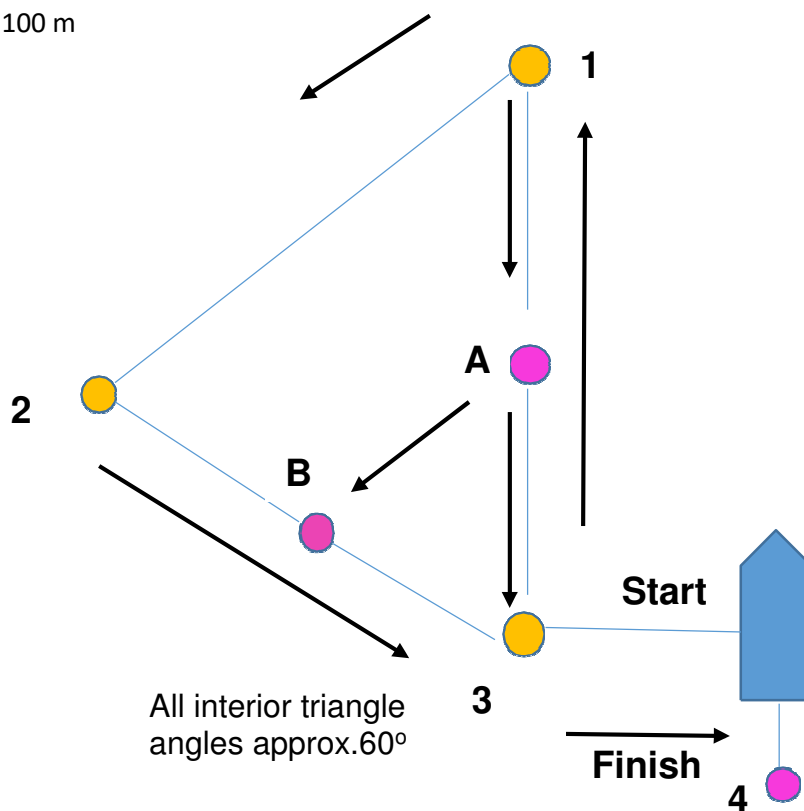 100 m
1
A
2
B
Start
3
All interior triangle
angles approx.60º
Finish
4